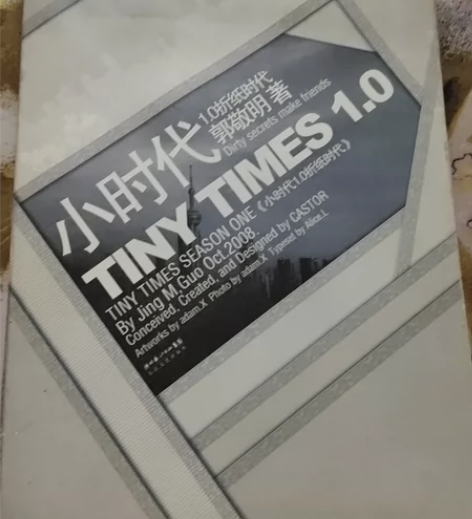 小时代
1.0折纸时代
郭敬明 著
Dirty secrets make friends
TINY TIMES 1.0
TINY TIMES SEASON ONE《小时代1.0折纸时代》
By Jing M.Guo Oct.2008.
Conceived, Created, and Designed by CASTOR
Artworks by adam.X Photo by adam.X Typeset by Alice.L